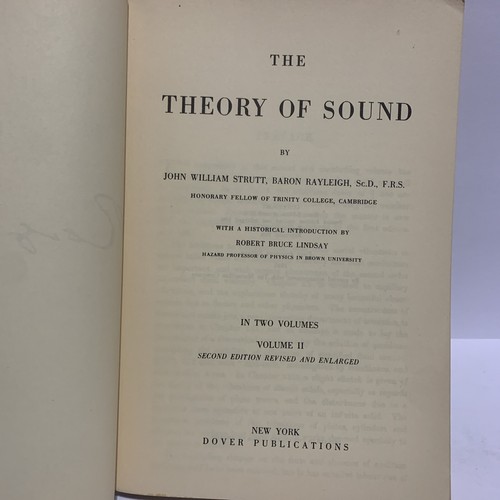 THE
THEORY OF SOUND
BY
JOHN WILLIAM STRUTT, BARON RAYLEIGH, Sc.D., F.R.S.
HONORARY FELLOW OF TRINITY COLLEGE, CAMBRIDGE
WITH A HISTORICAL INTRODUCTION BY
ROBERT BRUCE LINDSAY
HAZARD PROFESSOR OF PHYSICS IN BROWN UNIVERSITY
IN TWO VOLUMES
VOLUME II
SECOND EDITION REVISED AND ENLARGED
NEW YORK
DOVER PUBLICATIONS